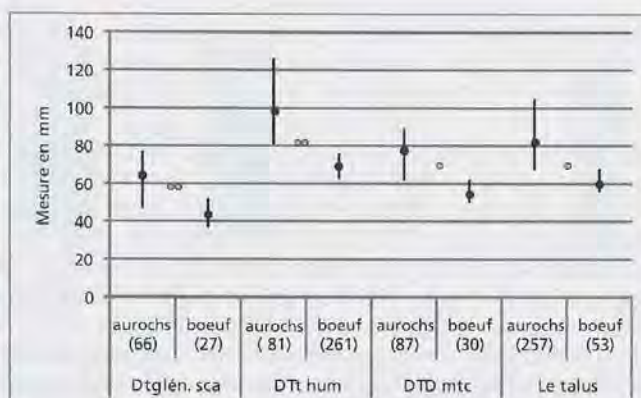 Mesure en mm
140
120
100
80
60
40
20
0
aurochs boeuf aurochs boeuf aurochs boeuf aurochs boeuf
(66) (27) ( 81) (261) (87) (30) (257) (53)
Dtglén. sca DTt hum DTD mtc Le talus